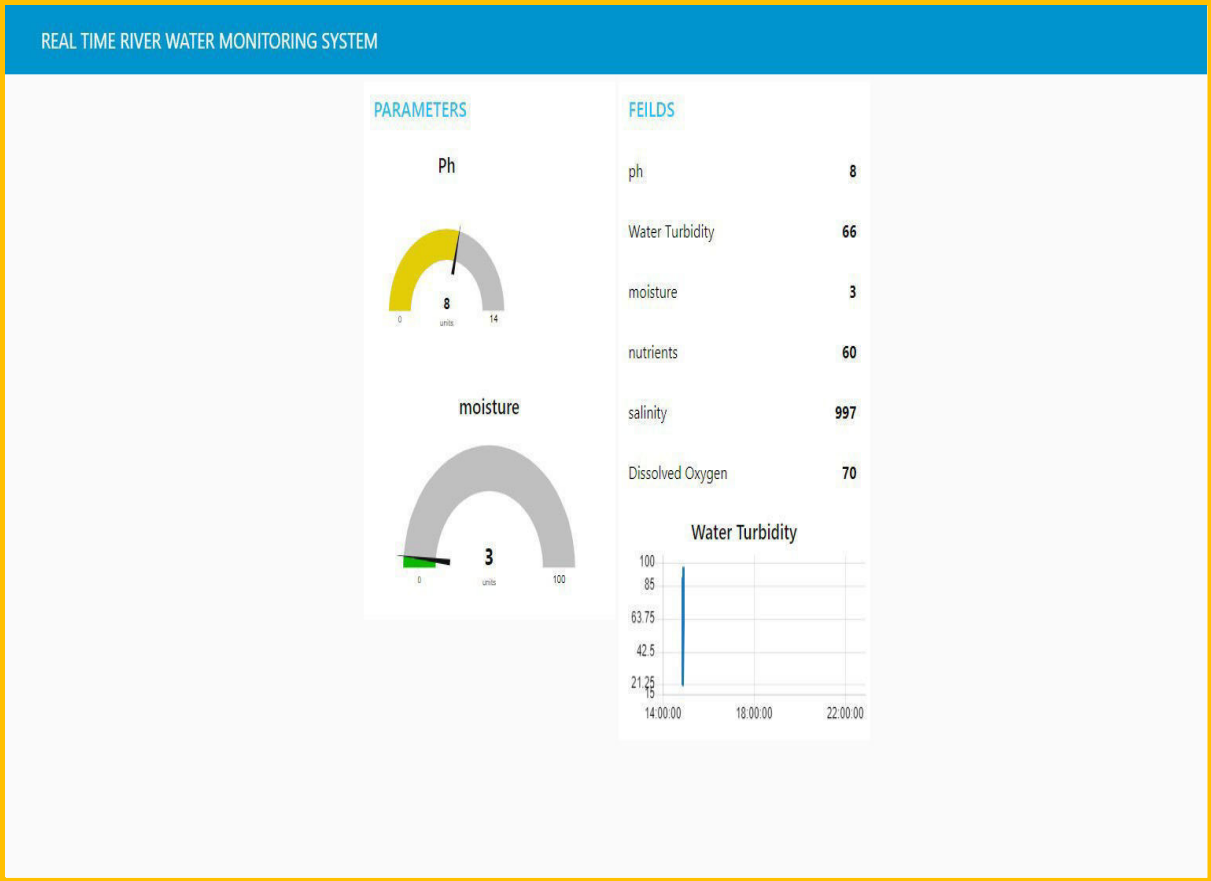 REAL TIME RIVER WATER MONITORING SYSTEM
PARAMETERS
Ph
8
units
0
14
moisture
3
units
0
100
FEILDS
ph 8
Water Turbidity 66
moisture 3
nutrients 60
salinity 997
Dissolved Oxygen 70
Water Turbidity
100
85
63.75
42.5
21.25
15
14:00:00 18:00:00 22:00:00